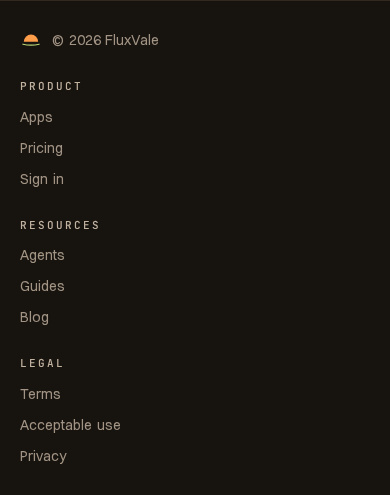 © 2026 FluxVale
PRODUCT
Apps
Pricing
Sign in
RESOURCES
Agents
Guides
Blog
LEGAL
Terms
Acceptable use
Privacy